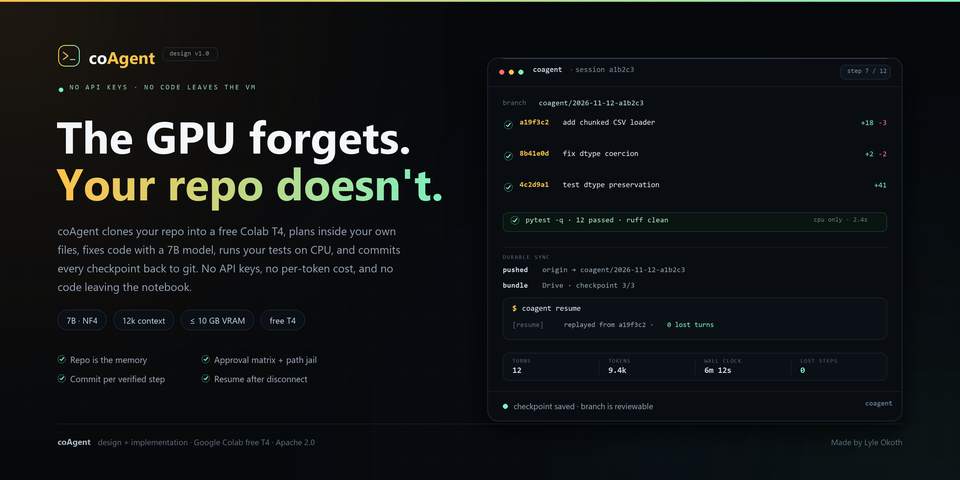 coAgent design v1.0
NO API KEYS · NO CODE LEAVES THE VM
The GPU forgets.
Your repo doesn't.
coAgent clones your repo into a free Colab T4, plans inside your own
files, fixes code with a 7B model, runs your tests on CPU, and commits
every checkpoint back to git. No API keys, no per-token cost, and no
code leaving the notebook.
7B · NF4 12k context ≤ 10 GB VRAM free T4
Repo is the memory Approval matrix + path jail
Commit per verified step Resume after disconnect
coagent · session a1b2c3 step 7 / 12
branch coagent/2026-11-12-a1b2c3
a19f3c2 add chunked CSV loader +18 -3
8b41e0d fix dtype coercion +2 -2
4c2d9a1 test dtype preservation +41
pytest -q · 12 passed · ruff clean cpu only · 2.4s
DURABLE SYNC
pushed origin → coagent/2026-11-12-a1b2c3
bundle Drive · checkpoint 3/3
$ coagent resume
[resume] replayed from a19f3c2 · 0 lost turns
TURNS TOKENS WALL CLOCK LOST STEPS
12 9.4k 6m 12s 0
checkpoint saved · branch is reviewable coagent
coAgent design + implementation · Google Colab free T4 · Apache 2.0 Made by Lyle Okoth